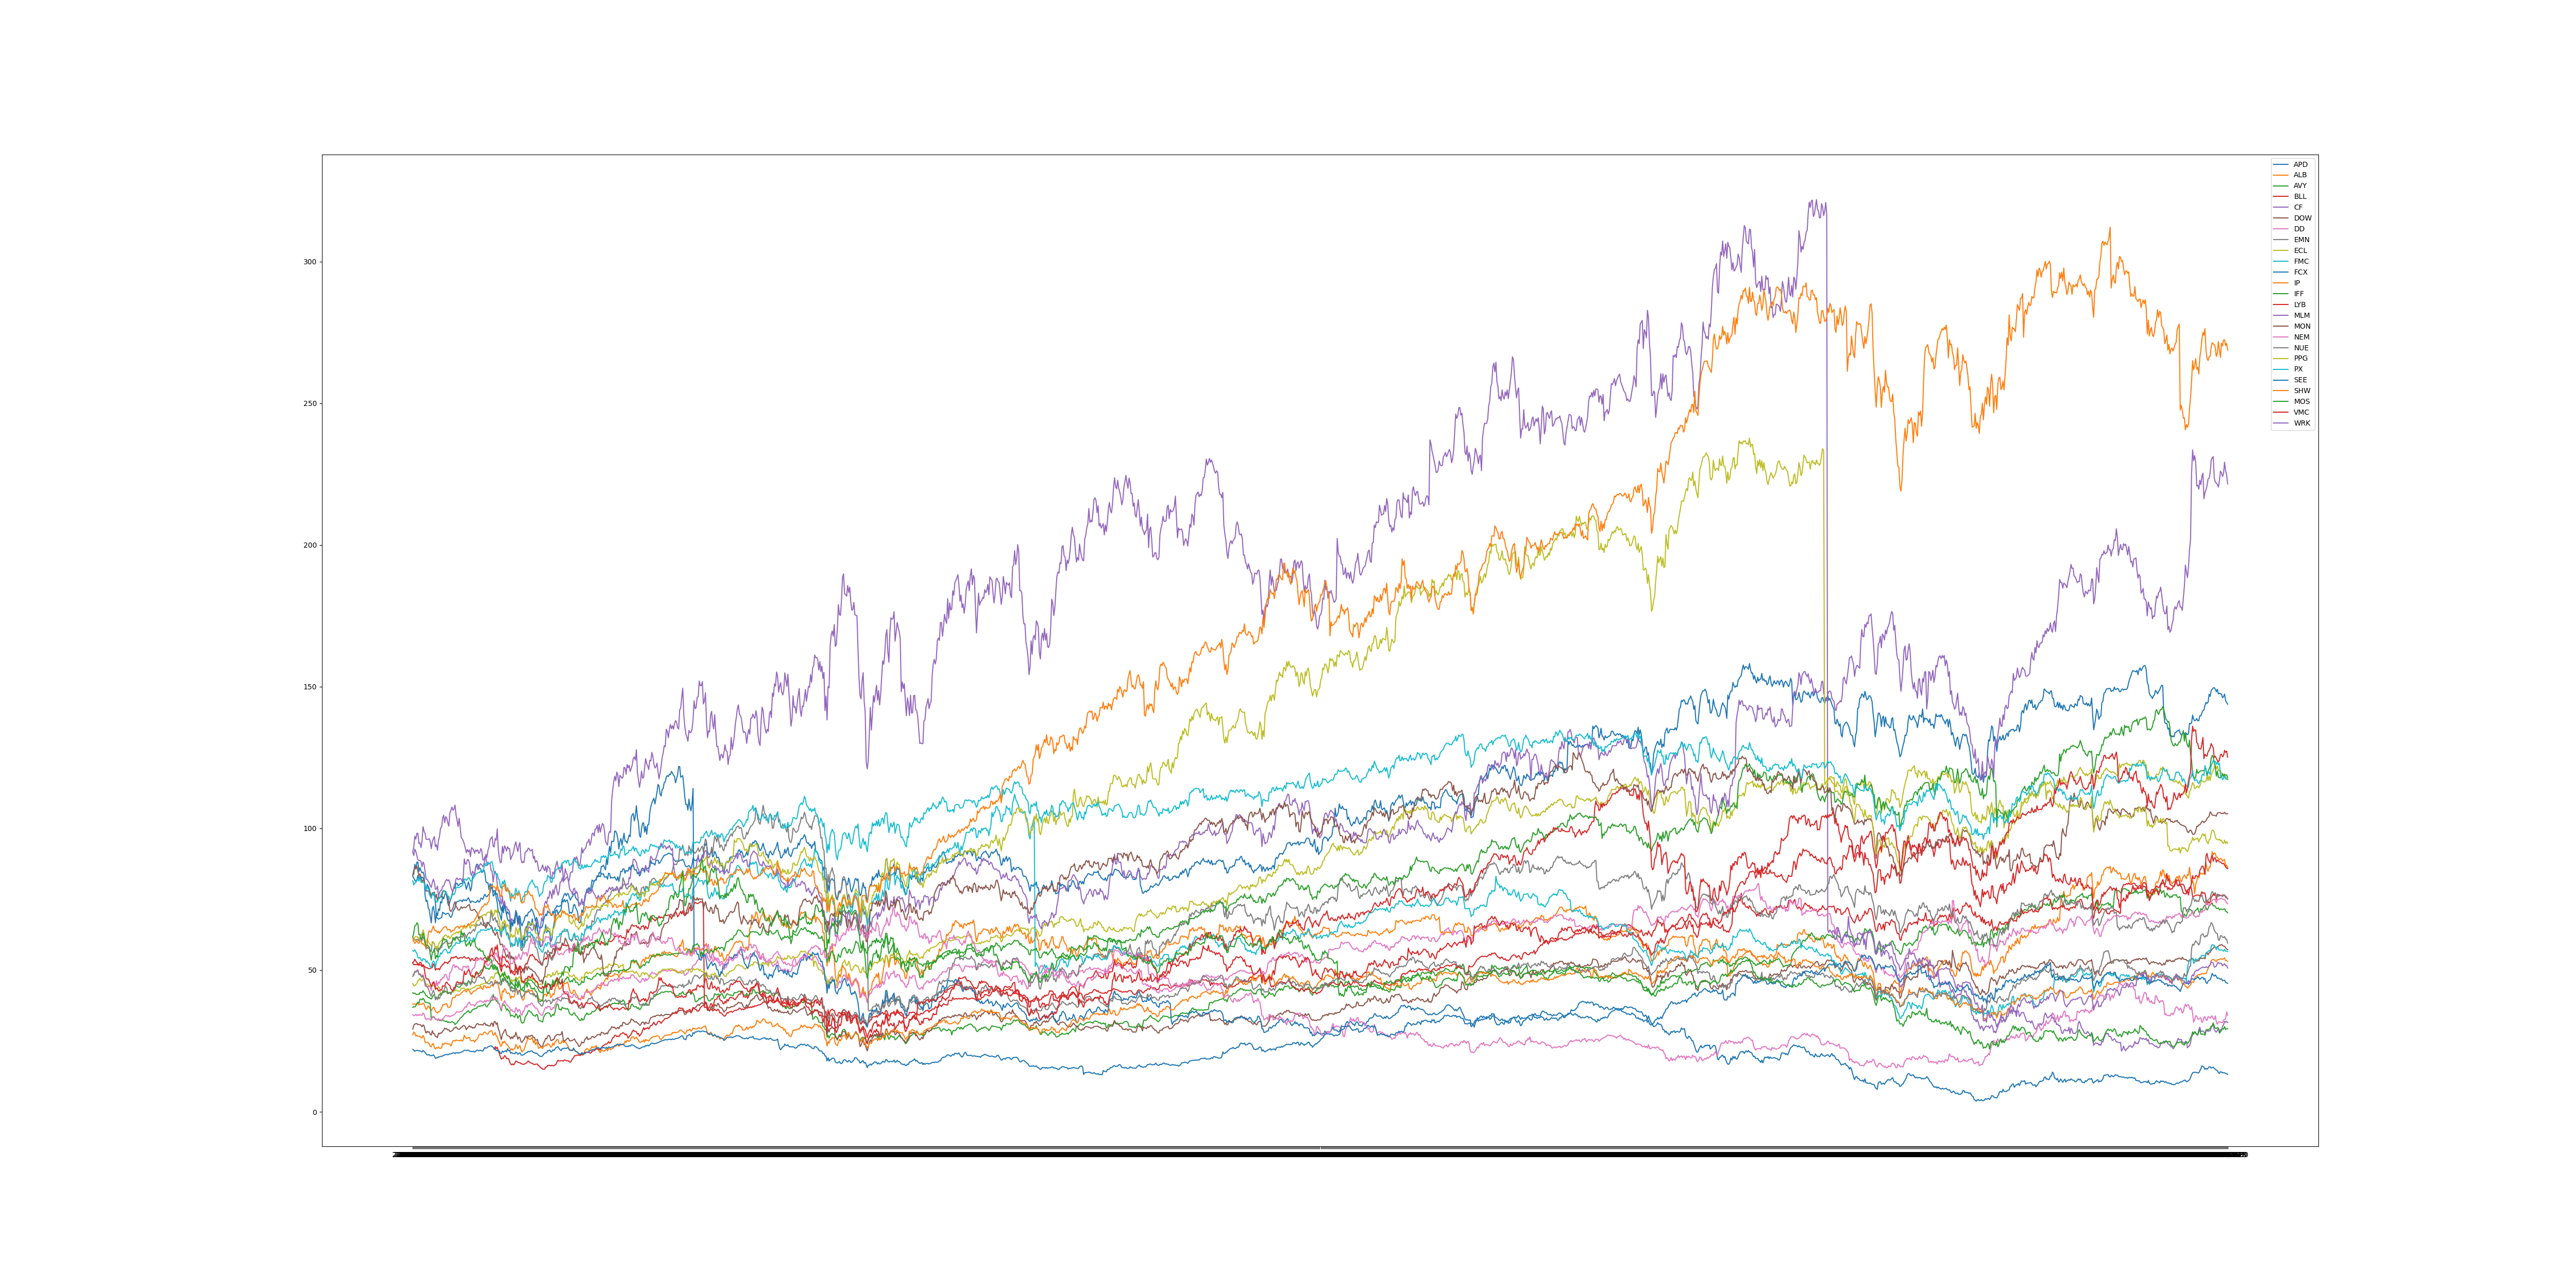 300
250
200
150
100
50
0
APD
ALB
AVY
BLL
CF
DOW
DD
EMN
ECL
FMC
FCX
IP
IFF
LYB
MLM
MON
NEM
NUE
PPG
PX
SEE
SHW
MOS
VMC
WRK